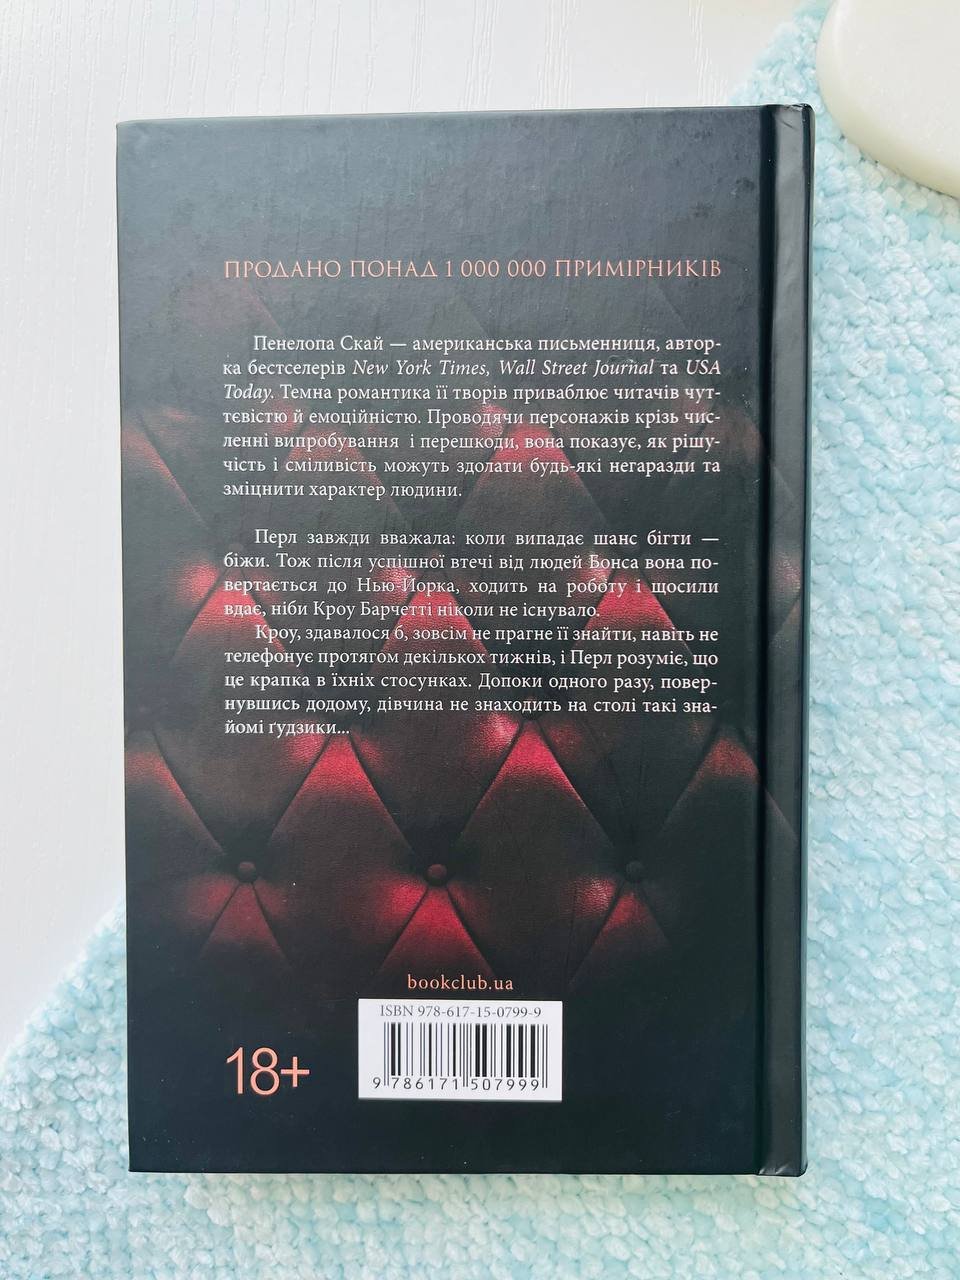 ПРОДАНО ПОНАД 1 000 000 ПРИМІРНИКІВ
Пенелопа Скай — американська письменниця, автор-
ка бестселерів New York Times, Wall Street Journal та USA
Today. Темна романтика її творів приваблює читачів чут-
тєвістю й емоційністю. Проводячи персонажів крізь чис-
ленні випробування і перешкоди, вона показує, як рішу-
чість і сміливість можуть здолати будь-які негаразди та
зміцнити характер людини.
Перл завжди вважала: коли випадає шанс бігти —
біжи. Тож після успішної втечі від людей Бонса вона по-
вертається до Нью-Йорка, ходить на роботу і щосили
вдає, ніби Кроу Барчетті ніколи не існувало.
Кроу, здавалося б, зовсім не прагне її знайти, навіть не
телефонує протягом декількох тижнів, і Перл розуміє, що
це крапка в їхніх стосунках. Допоки одного разу, повер-
нувшись додому, дівчина не знаходить на столі такі зна-
йомі ґудзики...
bookclub.ua
ISBN 978-617-15-0799-9
18+
9 786171 507999